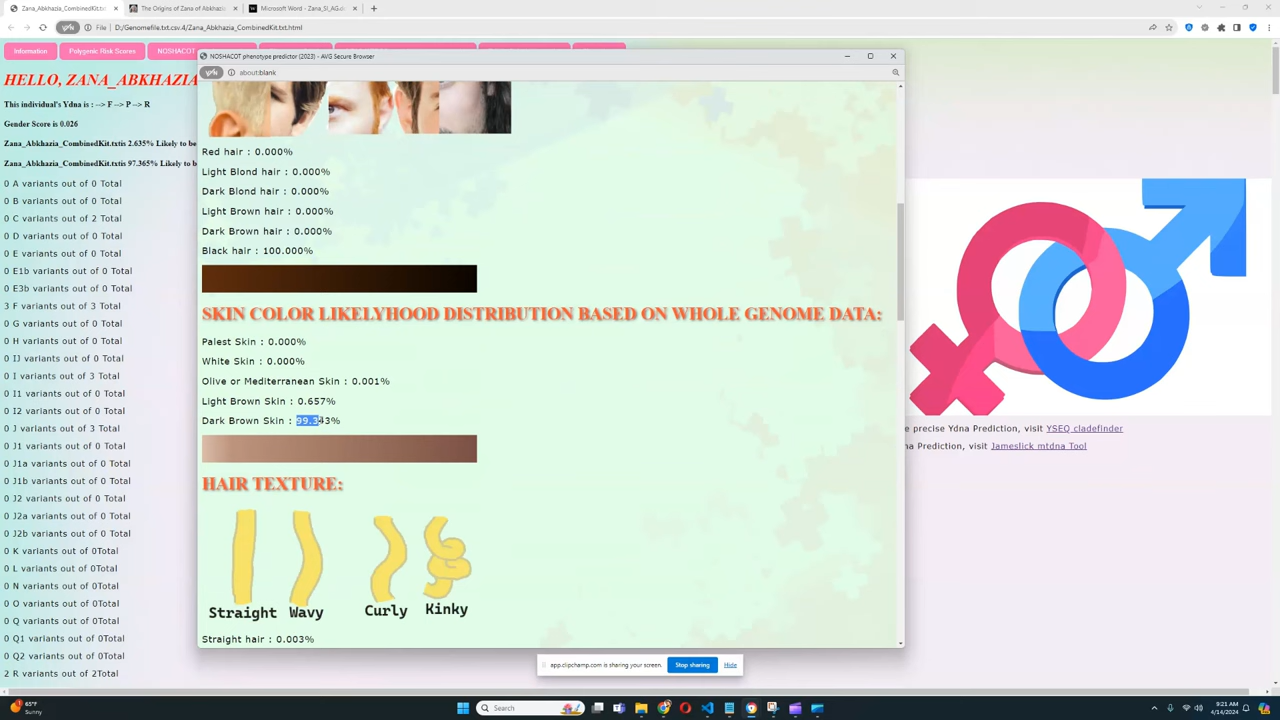 Zana_Abkhazia_CombinedKit.txt
The Origins of Zana of Abkhazi
Microsoft Word - Zana_SI_AG.d
VPN
File
D:/Genomefile.txt.csv.4/Zana_Abkhazia_CombinedKit.txt.html
Information
Polygenic Risk Scores
NOSHACOT
HELLO, ZANA_ABKHAZIA
This individual's Ydna is : --> F --> P --> R
Gender Score is 0.026
Zana_Abkhazia_CombinedKit.txtis 2.635% Likely to be
Zana_Abkhazia_CombinedKit.txtis 97.365% Likely to b
0 A variants out of 0 Total
0 B variants out of 0 Total
0 C variants out of 2 Total
0 D variants out of 0 Total
0 E variants out of 0 Total
0 E1b variants out of 0 Total
0 E3b variants out of 0 Total
3 F variants out of 3 Total
0 G variants out of 0 Total
0 H variants out of 0 Total
0 IJ variants out of 3 Total
0 I variants out of 3 Total
0 I1 variants out of 0 Total
0 I2 variants out of 0 Total
0 J variants out of 3 Total
0 J1 variants out of 0 Total
0 J1a variants out of 0 Total
0 J1b variants out of 0 Total
0 J2 variants out of 0 Total
0 J2a variants out of 0 Total
0 J2b variants out of 0 Total
0 K variants out of 0Total
0 L variants out of 0Total
0 M variants out of 0Total
0 N variants out of 0Total
0 O variants out of 0Total
0 Q variants out of 0Total
0 Q1 variants out of 0 Total
0 Q2 variants out of 0 Total
2 R variants out of 2Total
NOSHACOT phenotype predictor (2023) - AVG Secure Browser
VPN
about:blank
Red hair : 0.000%
Light Blond hair : 0.000%
Dark Blond hair : 0.000%
Light Brown hair : 0.000%
Dark Brown hair : 0.000%
Black hair : 100.000%
SKIN COLOR LIKELYHOOD DISTRIBUTION BASED ON WHOLE GENOME DATA:
Palest Skin : 0.000%
White Skin : 0.000%
Olive or Mediterranean Skin : 0.001%
Light Brown Skin : 0.657%
Dark Brown Skin : 99.343%
HAIR TEXTURE:
Straight Wavy Curly Kinky
Straight hair : 0.003%
e precise Ydna Prediction, visit YSEQ cladefinder
na Prediction, visit Jameslick mtdna Tool
app.clipchamp.com is sharing your screen.
Stop sharing
Hide
65°F
Sunny
Search
9:21 AM
4/14/2024